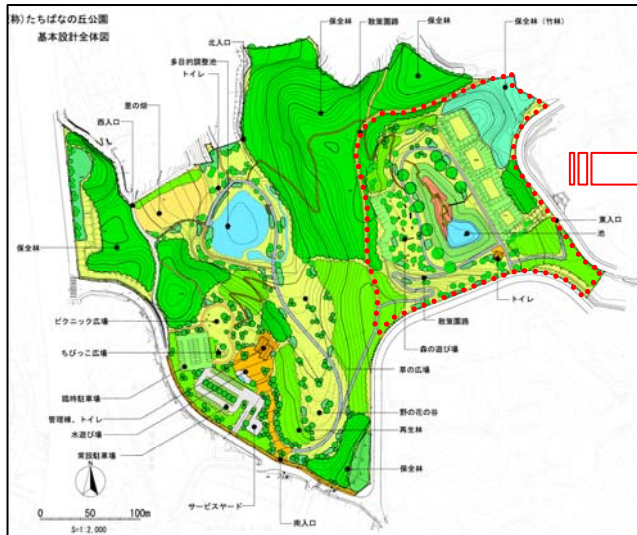 (称)たちばなの丘公園
基本設計全体図
保全林
散策園路
保全林
保全林(竹林)
北入口
多目的調整池
トイレ
里の畑
西入口
保全林
東入口
池
トイレ
散策園路
森の遊び場
草の広場
野の花の谷
再生林
保全林
ピクニック広場
ちびっこ広場
臨時駐車場
管理棟、トイレ
水遊び場
常設駐車場
サービスヤード
南入口
N
0 50 100m
S=1:2,000